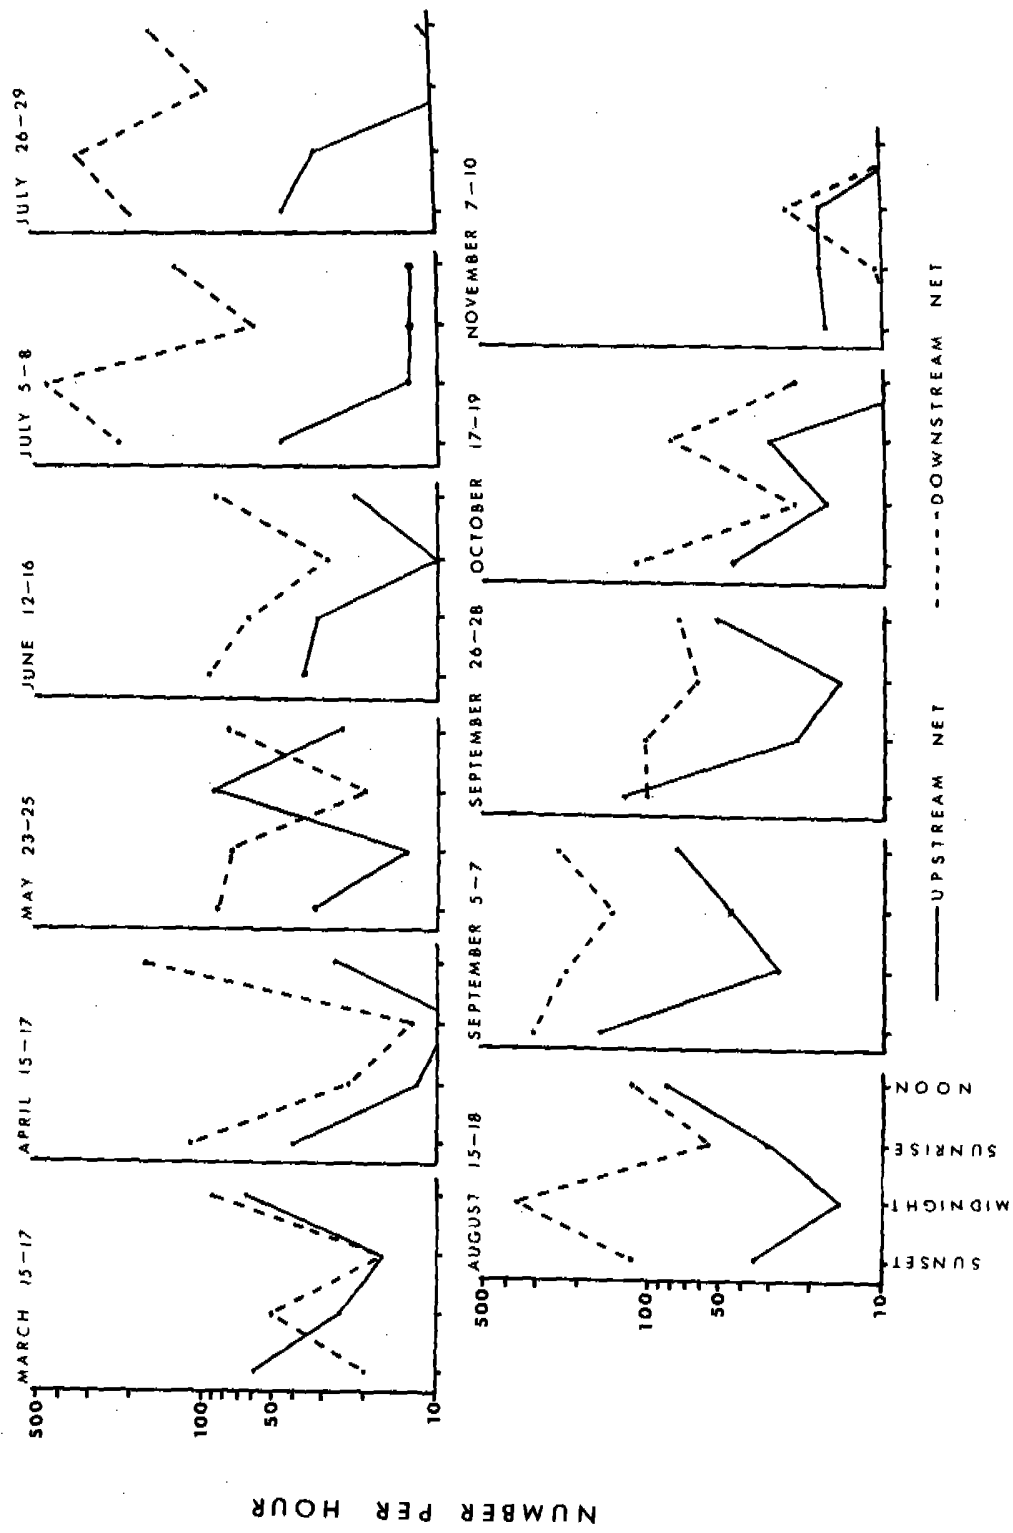 NUMBER PER HOUR
MARCH 15-17
APRIL 15-17
MAY 23-25
JUNE 12-16
JULY 5-8
JULY 26-29
500
100
50
10
AUGUST 15-18
SEPTEMBER 5-7
SEPTEMBER 26-28
OCTOBER 17-19
NOVEMBER 7-10
500
100
50
10
SUNSET
MIDNIGHT
SUNRISE
NOON
UPSTREAM NET
DOWNSTREAM NET